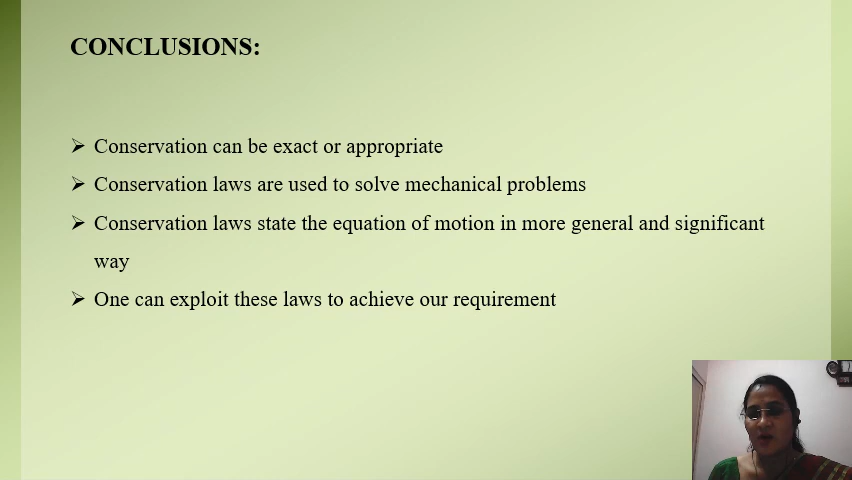 CONCLUSIONS:
➢ Conservation can be exact or appropriate
➢ Conservation laws are used to solve mechanical problems
➢ Conservation laws state the equation of motion in more general and significant
way
➢ One can exploit these laws to achieve our requirement